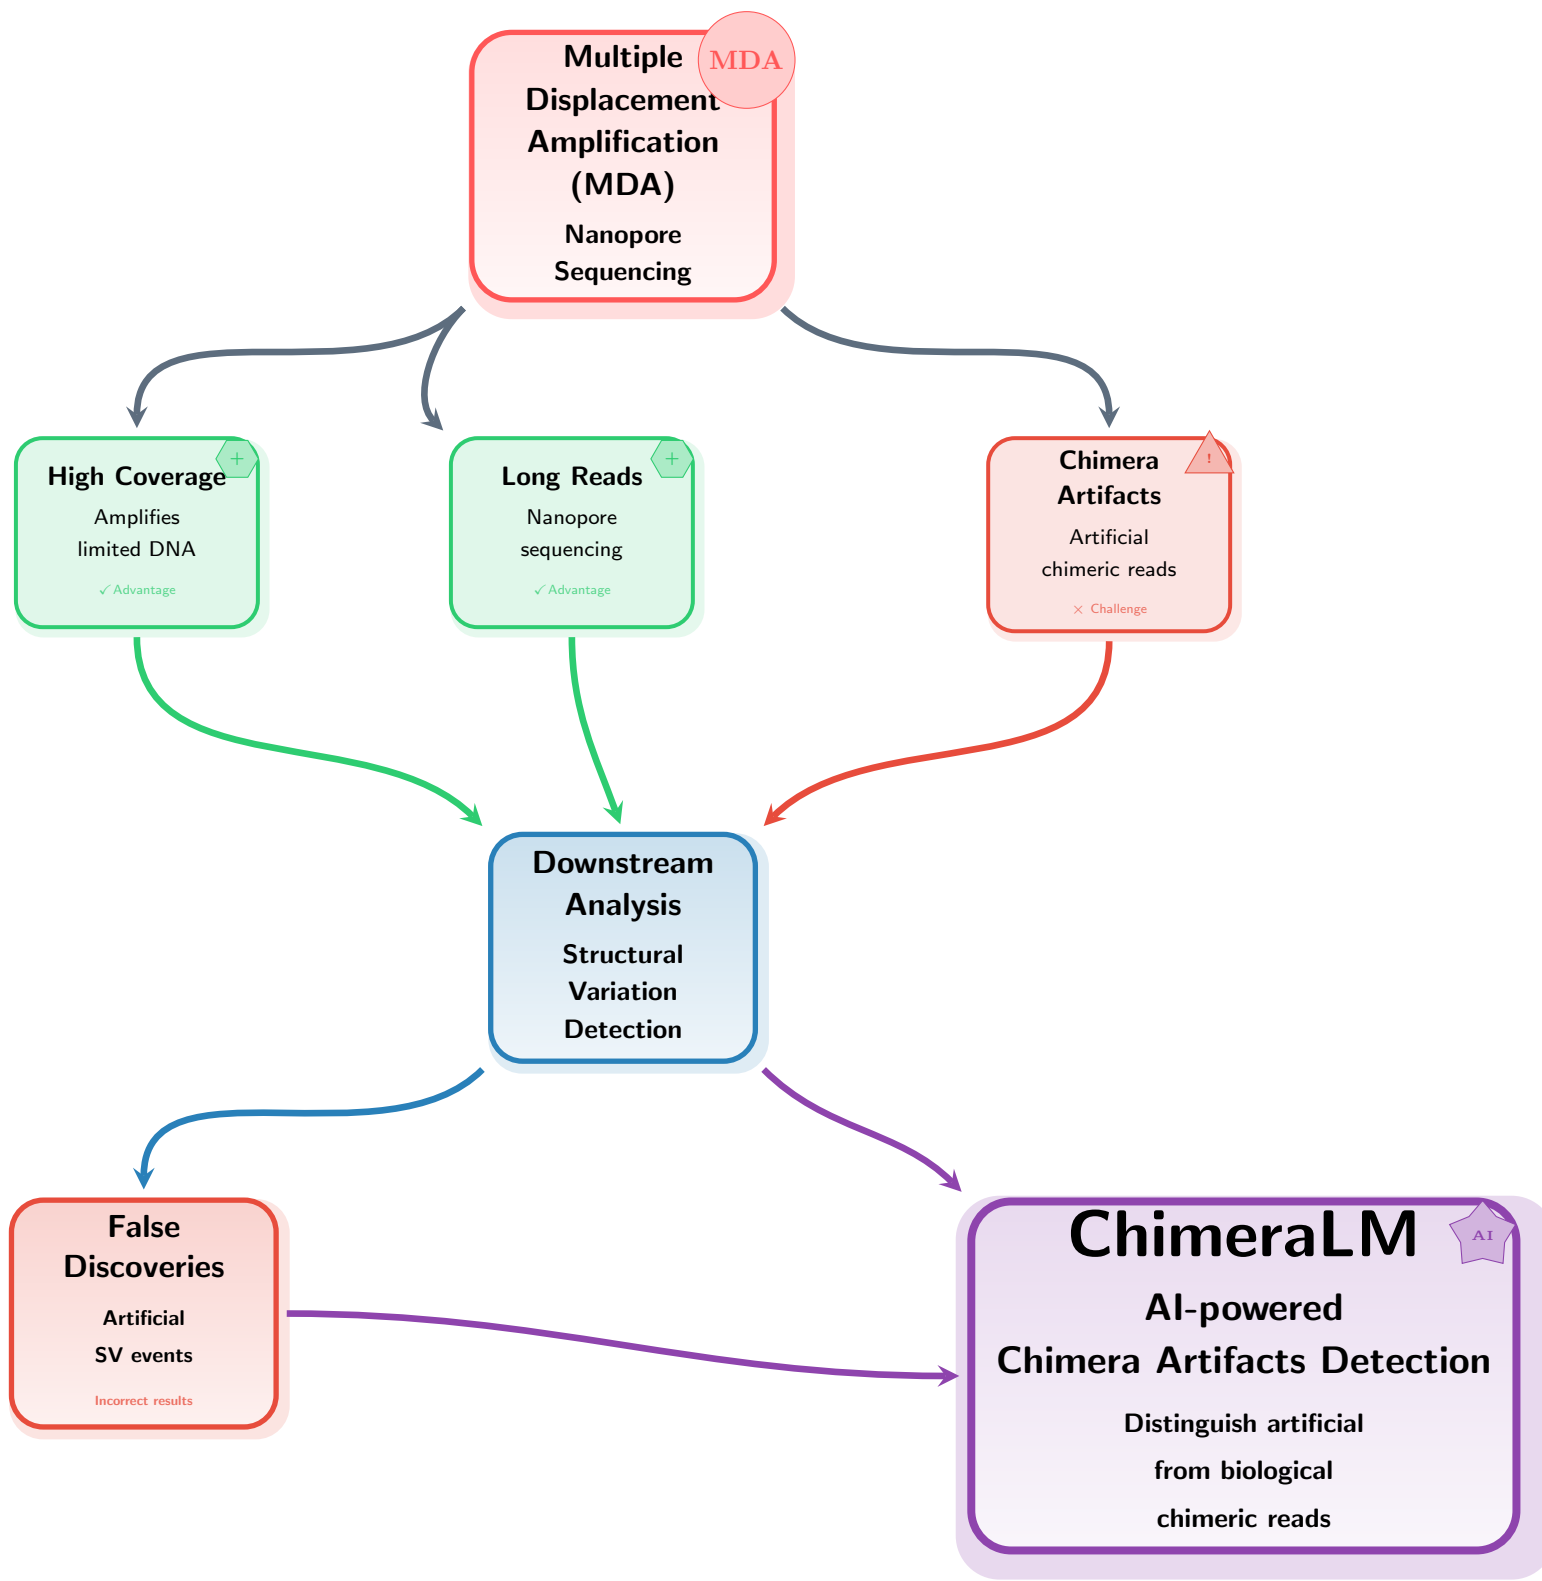 Multiple
Displacement
Amplification
(MDA)
Nanopore
Sequencing
MDA
High Coverage
Amplifies
limited DNA
✓Advantage
+
Long Reads
Nanopore
sequencing
✓Advantage
+
Chimera
Artifacts
Artificial
chimeric reads
× Challenge
!
Downstream
Analysis
Structural
Variation
Detection
False
Discoveries
Artificial
SV events
Incorrect results
ChimeraLM
AI-powered
Chimera Artifacts Detection
Distinguish artificial
from biological
chimeric reads
AI